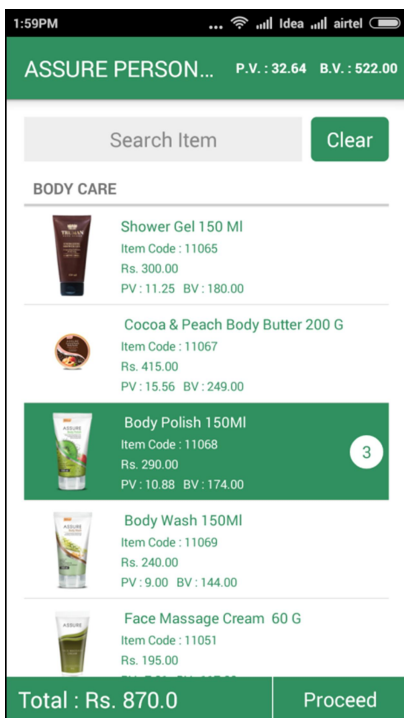 1:59PM ... Idea airtel
ASSURE PERSON... P.V. : 32.64 B.V. : 522.00
Search Item Clear
BODY CARE
Shower Gel 150 Ml
Item Code : 11065
Rs. 300.00
PV : 11.25 BV : 180.00
Cocoa & Peach Body Butter 200 G
Item Code : 11067
Rs. 415.00
PV : 15.56 BV : 249.00
Body Polish 150Ml
Item Code : 11068
Rs. 290.00
PV : 10.88 BV : 174.00
3
Body Wash 150Ml
Item Code : 11069
Rs. 240.00
PV : 9.00 BV : 144.00
Face Massage Cream 60 G
Item Code : 11051
Rs. 195.00
ASSURE
ASSURE
ASSURE
Total : Rs. 870.0 Proceed